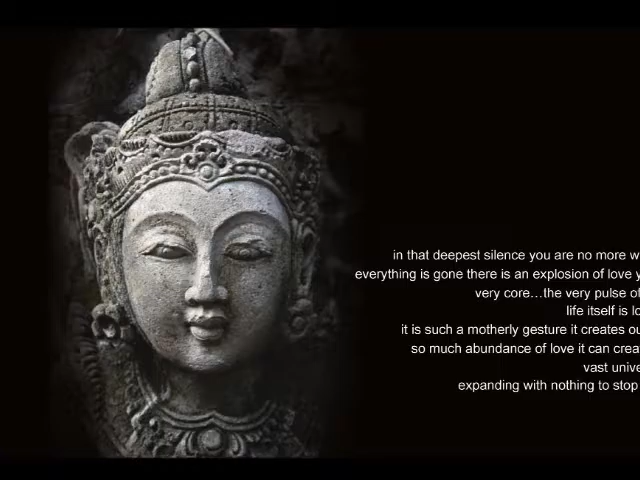 in that deepest silence you are no more
everything is gone there is an explosion of love
very core...the very pulse of
life itself is
it is such a motherly gesture it creates
so much abundance of love it can
vast
expanding with nothing to stop